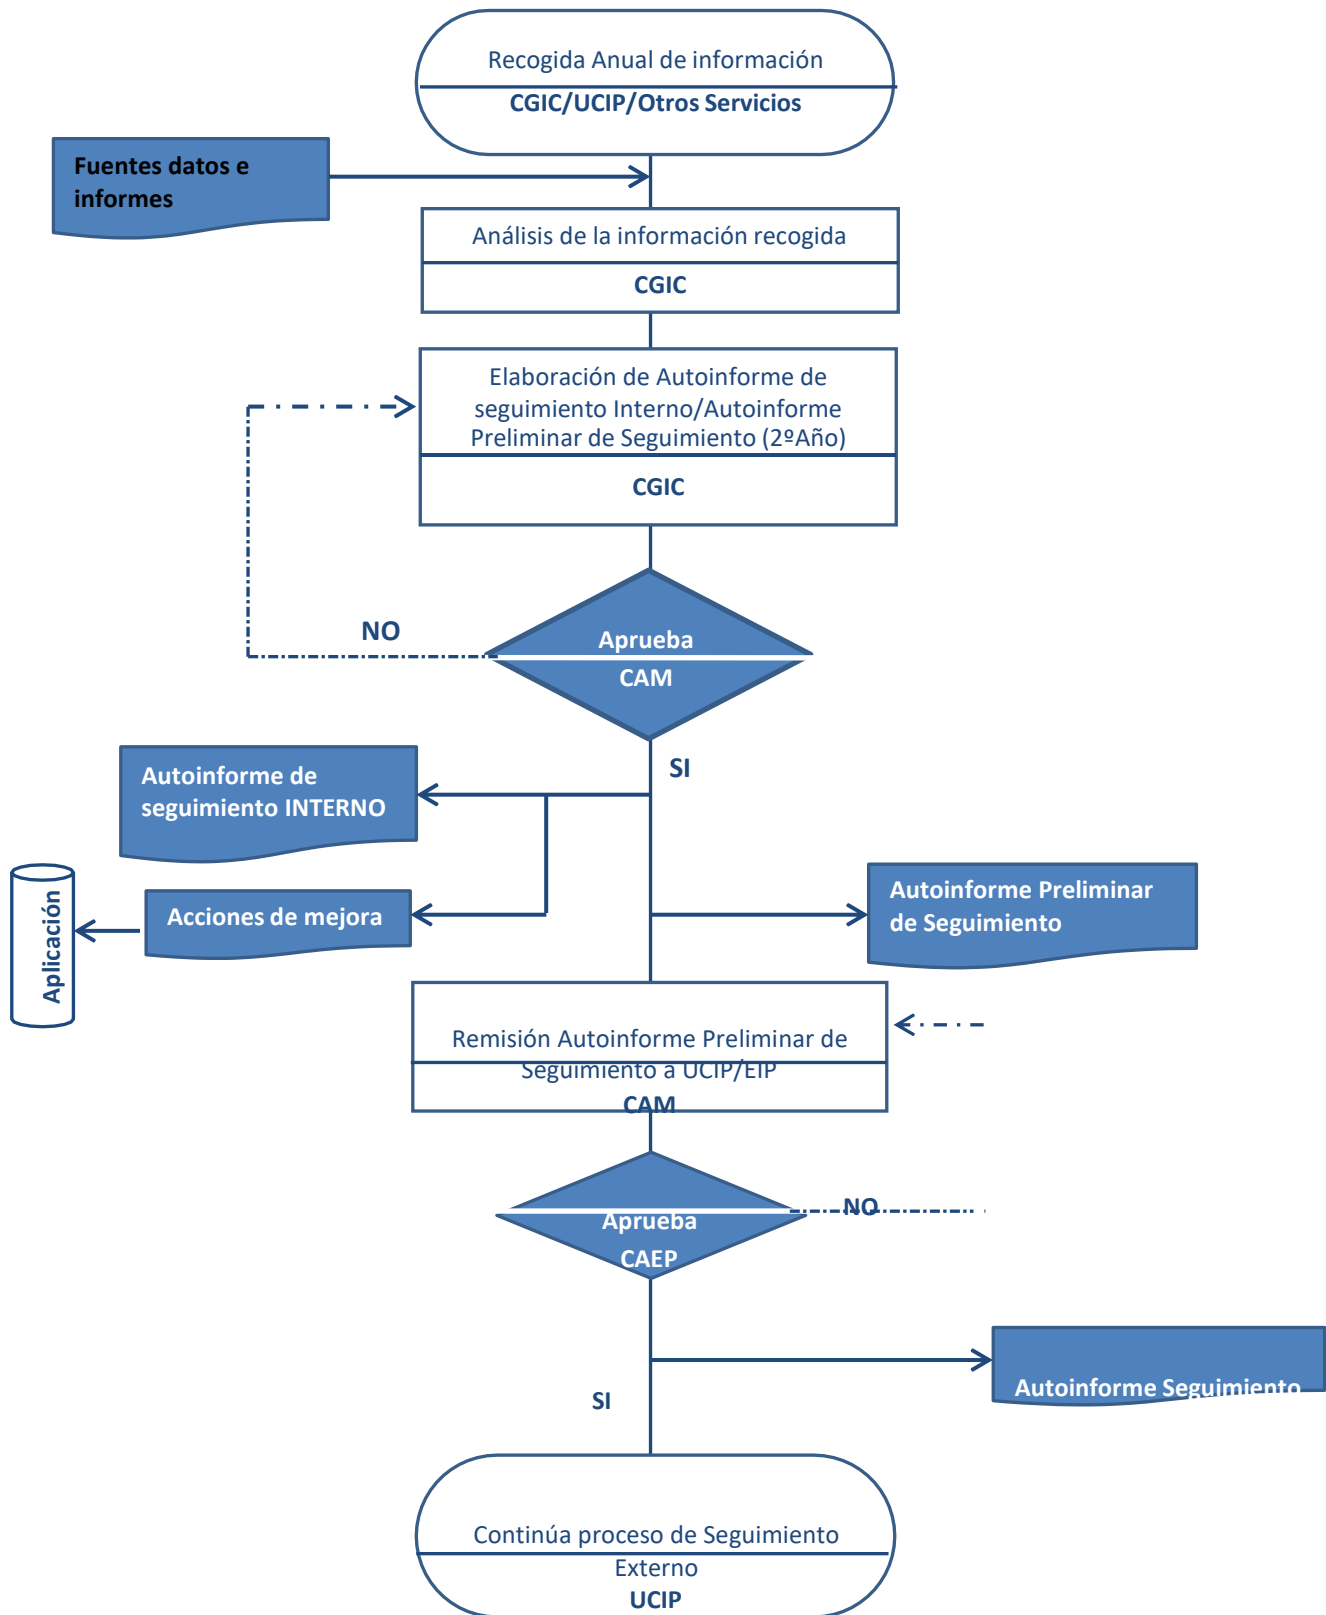 Recogida Anual de información
CGIC/UCIP/Otros Servicios
Fuentes datos e
informes
Análisis de la información recogida
CGIC
Elaboración de Autoinforme de
seguimiento Interno/Autoinforme
Preliminar de Seguimiento (2ºAño)
CGIC
NO
Aprueba
CAM
SI
Autoinforme de
seguimiento INTERNO
Aplicación
Acciones de mejora
Autoinforme Preliminar
de Seguimiento
Remisión Autoinforme Preliminar de
Seguimiento a UCIP/EIP
CAM
NO
Aprueba
CAEP
SI
Autoinforme Seguimiento
Continúa proceso de Seguimiento
Externo
UCIP